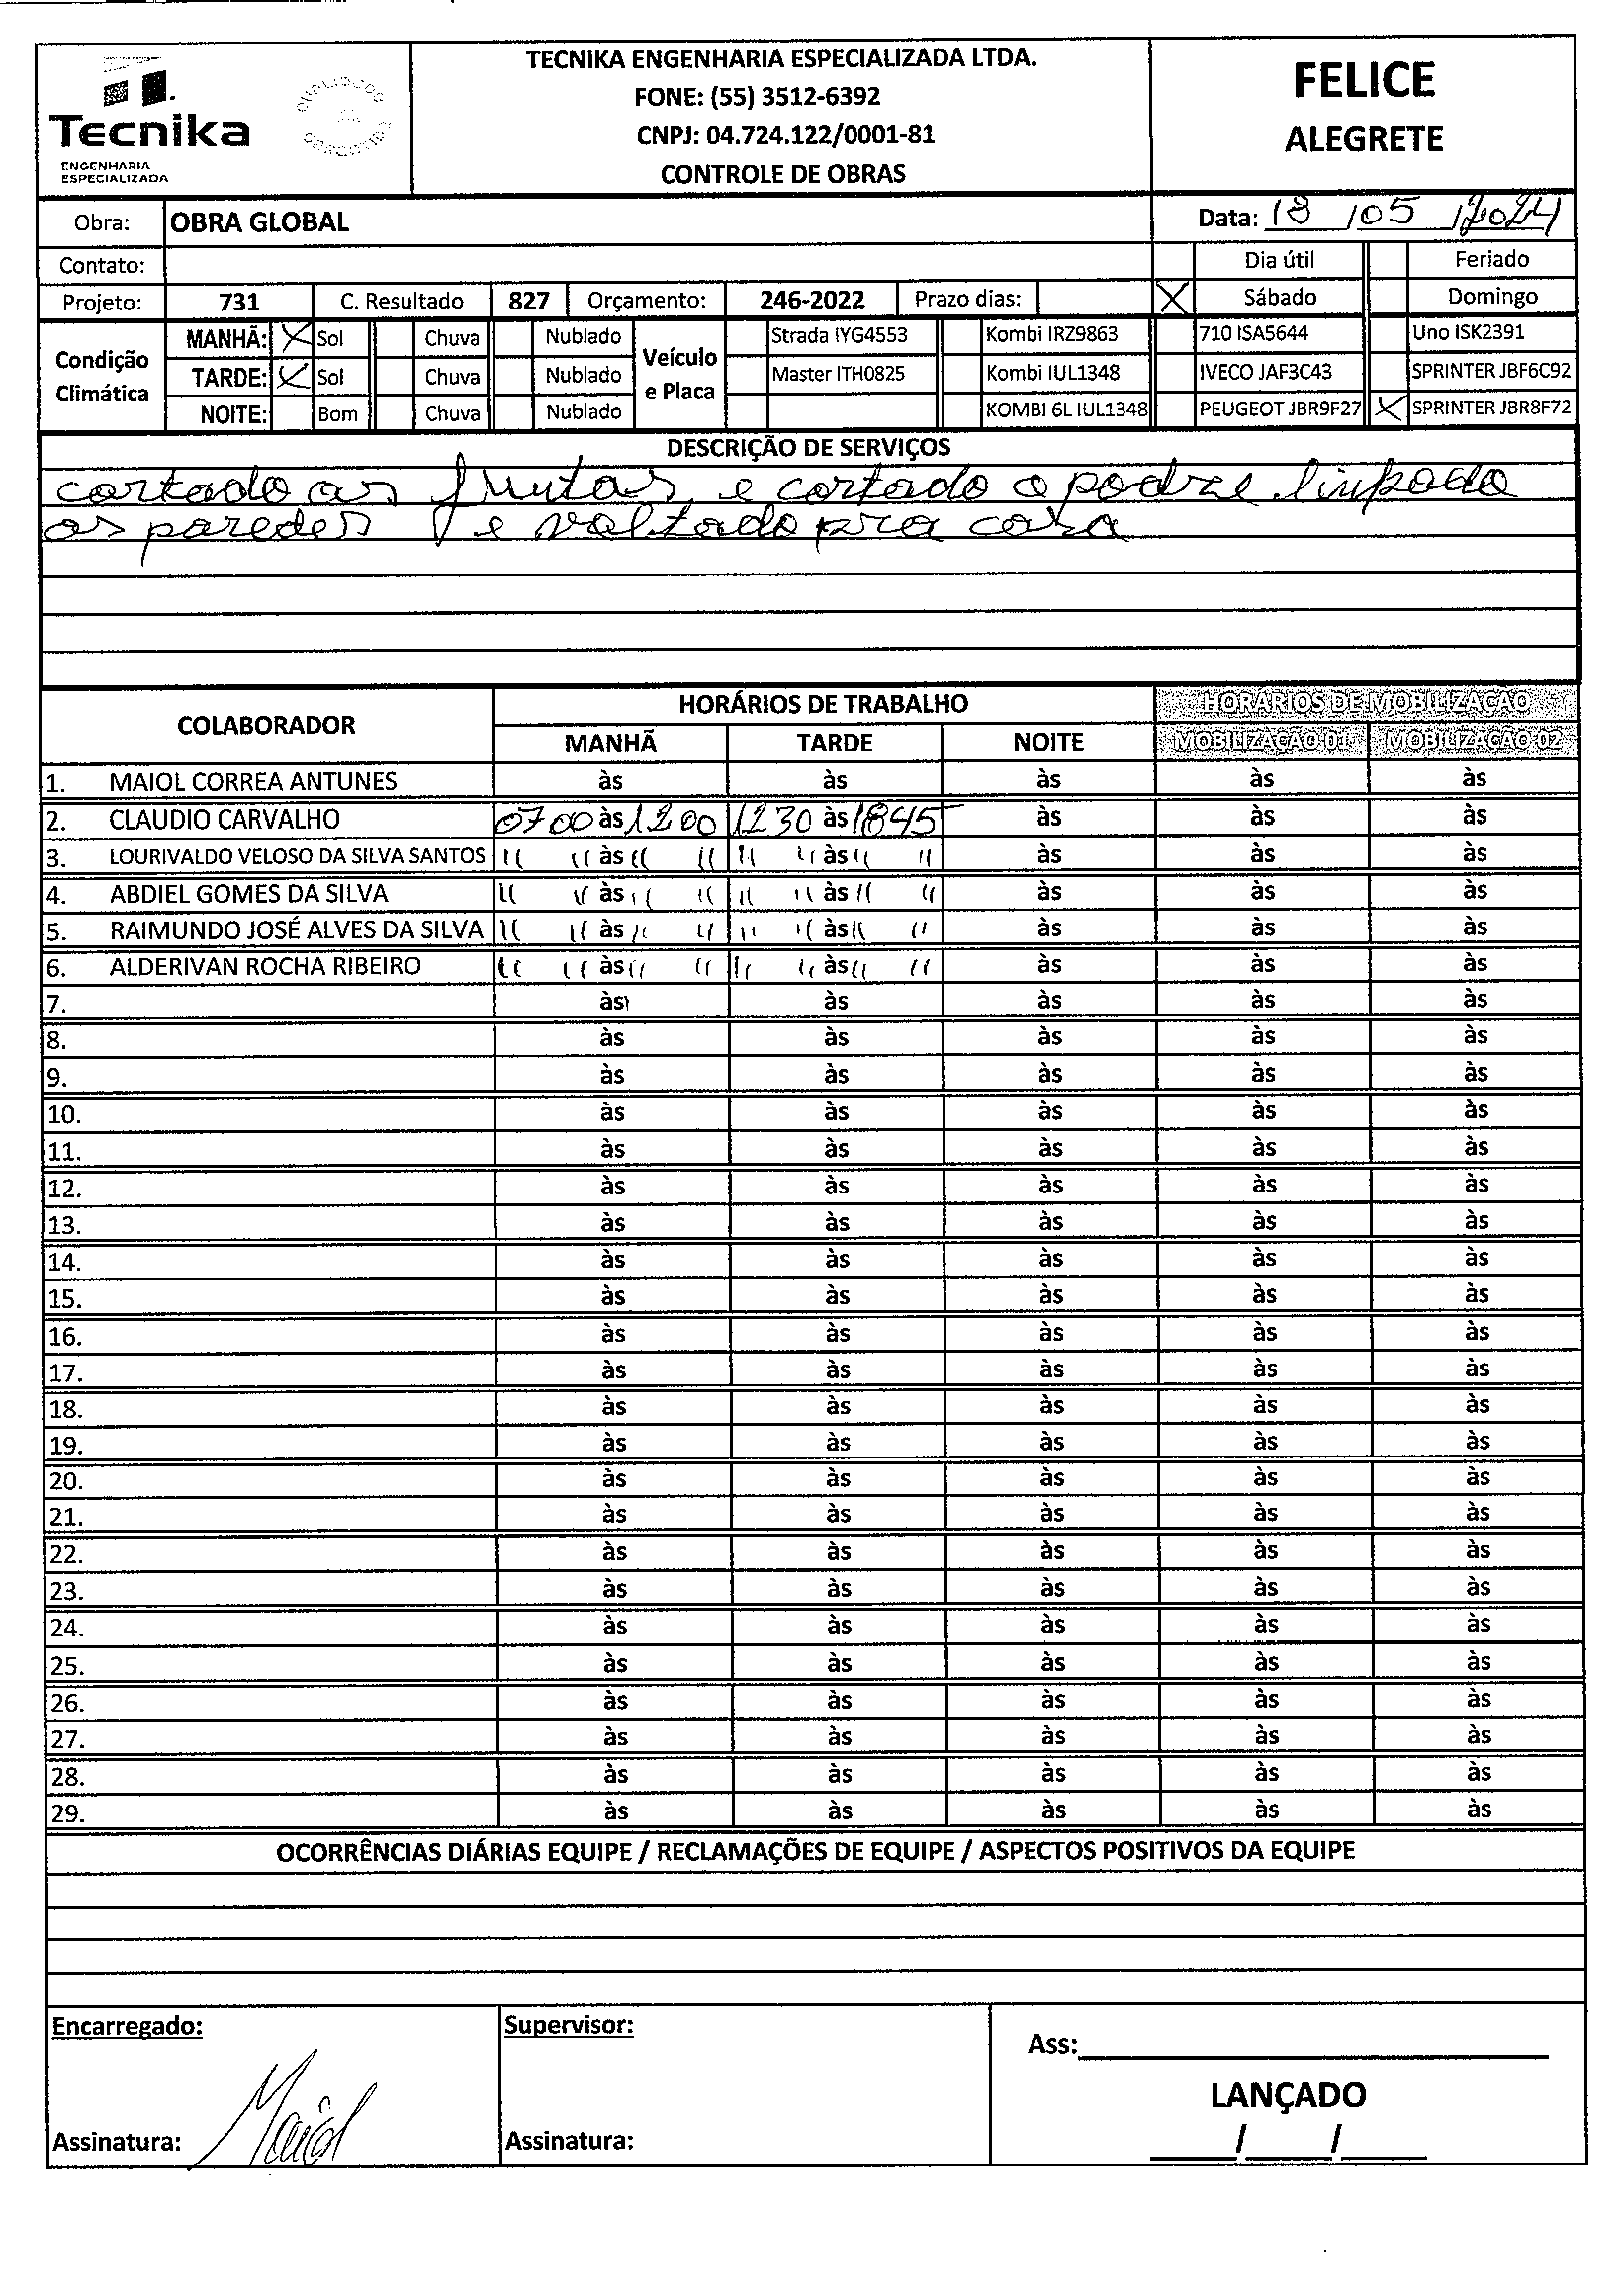 TECNIKA ENGENHARIA ESPECIALIZADA LTDA.
FONE: (55) 3512-6392
CNPJ: 04.724.122/0001-81
CONTROLE DE OBRAS
Tecnika
ENGENHARIA
ESPECIALIZADA
FELICE
ALEGRETE
Obra: OBRA GLOBAL Data: 18/05/2024
Contato: Dia útil Feriado
Projeto: 731 C. Resultado 827 Orçamento: 246-2022 Prazo dias: X Sábado Domingo
Condição Climática
MANHÃ: X Sol Chuva Nublado
TARDE: X Sol Chuva Nublado
NOITE: Bom Chuva Nublado
Veículo e Placa
Strada IYG4553 Kombi IRZ9863 710 ISA5644 Uno ISK2391
Master ITH0825 Kombi IUL1348 IVECO JAF3C43 SPRINTER JBF6C92
KOMBI 6L IUL1348 PEUGEOT JBR9F27 X SPRINTER JBR8F72
DESCRIÇÃO DE SERVIÇOS
cortado as frutas e cortado o podre limpado
as paredes e voltado pra casa
COLABORADOR HORÁRIOS DE TRABALHO HORÁRIOS DE MOBILIZAÇÃO
MANHÃ TARDE NOITE MOBILIZAÇÃO 01 MOBILIZAÇÃO 02
1. MAIOL CORREA ANTUNES às às às às às
2. CLAUDIO CARVALHO 0700 às 1200 1230 às 1845 às às às
3. LOURIVALDO VELOSO DA SILVA SANTOS " " às " " " " às " " às às às
4. ABDIEL GOMES DA SILVA " " às " " " " às " " às às às
5. RAIMUNDO JOSÉ ALVES DA SILVA " " às " " " " às " " às às às
6. ALDERIVAN ROCHA RIBEIRO " " às " " " " às " " às às às
7. às às às às às
8. às às às às às
9. às às às às às
10. às às às às às
11. às às às às às
12. às às às às às
13. às às às às às
14. às às às às às
15. às às às às às
16. às às às às às
17. às às às às às
18. às às às às às
19. às às às às às
20. às às às às às
21. às às às às às
22. às às às às às
23. às às às às às
24. às às às às às
25. às às às às às
26. às às às às às
27. às às às às às
28. às às às às às
29. às às às às às
OCORRÊNCIAS DIÁRIAS EQUIPE / RECLAMAÇÕES DE EQUIPE / ASPECTOS POSITIVOS DA EQUIPE
Encarregado: Supervisor: Ass:
LANÇADO
Assinatura: Maiol Assinatura: / /